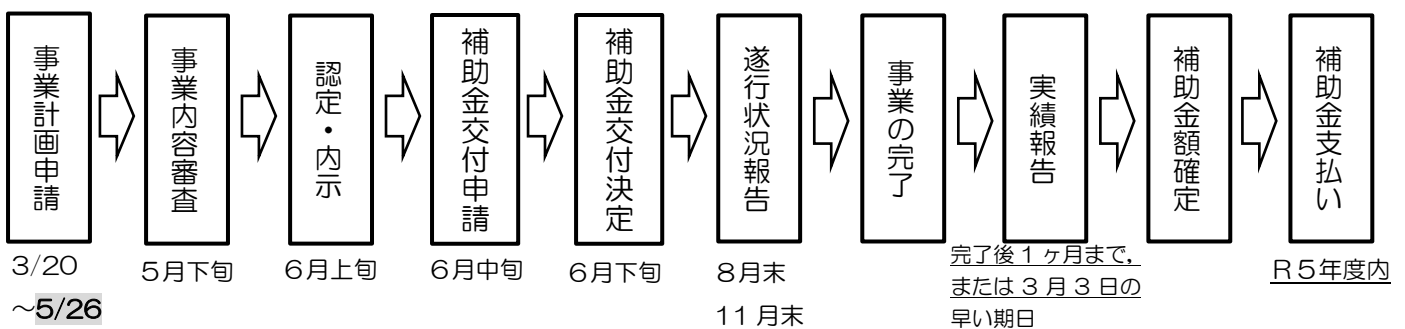 事業計画申請
事業内容審査
認定・内示
補助金交付申請
補助金交付決定
遂行状況報告
事業の完了
実績報告
補助金額確定
補助金支払い
3/20
～5/26
5月下旬
6月上旬
6月中旬
6月下旬
8月末
11月末
完了後1ヶ月まで,
または3月3日の
早い期日
R5年度内